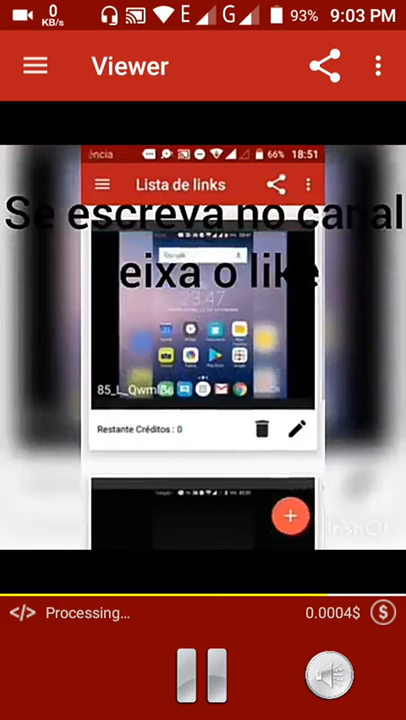 0
KB/s
E
G
93%
9:03 PM
Viewer
ência
66%
18:51
Lista de links
Se escreva no canal
eixa o like
23.47
Restante Créditos : 0
+
</> Processing...
0.0004$
$